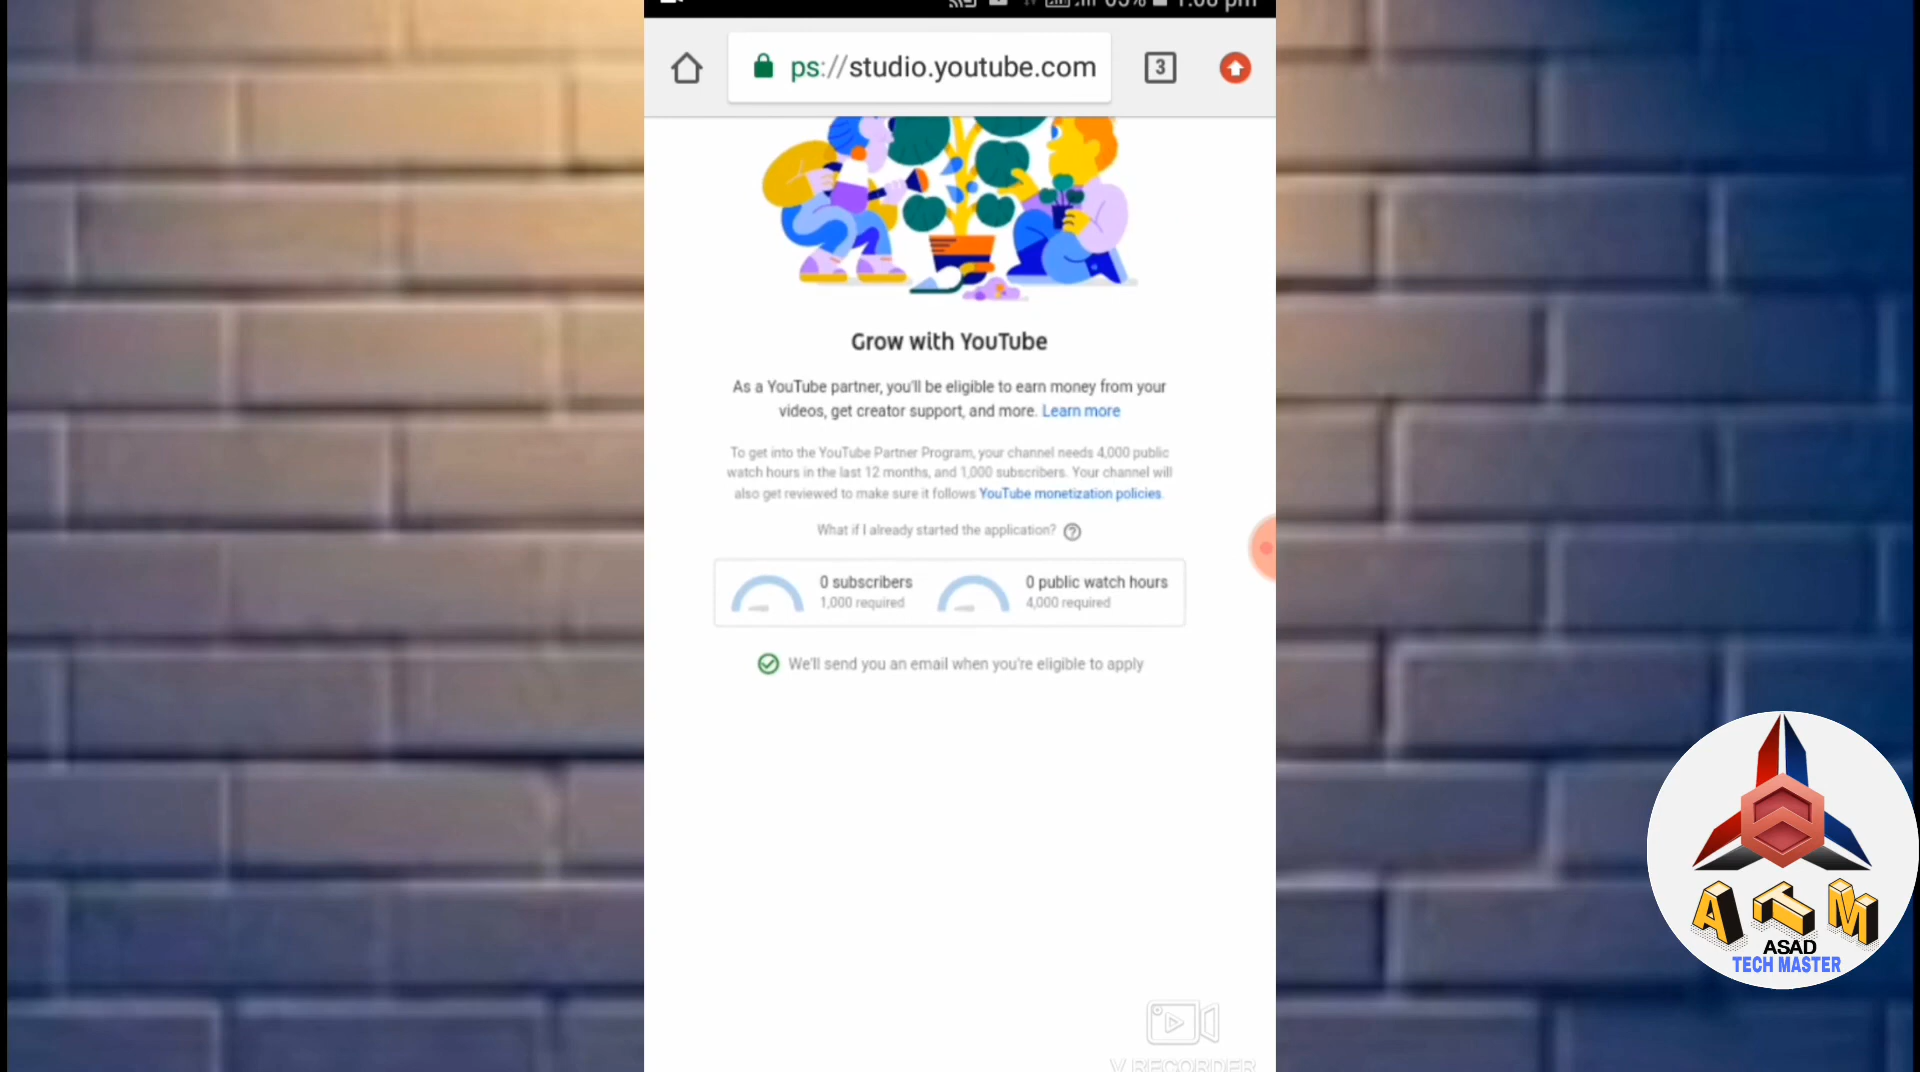 ps://studio.youtube.com
3
Grow with YouTube
As a YouTube partner, you'll be eligible to earn money from your
videos, get creator support, and more. Learn more
To get into the YouTube Partner Program, your channel needs 4,000 public
watch hours in the last 12 months, and 1,000 subscribers. Your channel will
also get reviewed to make sure it follows YouTube monetization policies.
What if I already started the application?
0 subscribers
1,000 required
0 public watch hours
4,000 required
We'll send you an email when you're eligible to apply
ATM
ASAD
TECH MASTER
V RECORDER